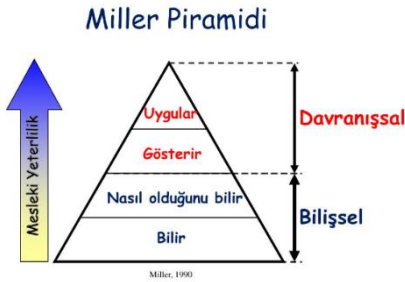 Miller Piramidi
Mesleki Yeterlilik
Uygular
Gösterir
Nasıl olduğunu bilir
Bilir
Davranışsal
Bilişsel
Miller, 1990